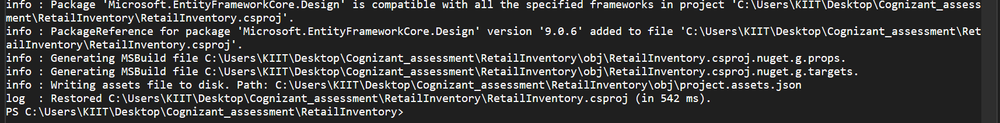 info : Package 'Microsoft.EntityFrameworkCore.Design' is compatible with all the specified frameworks in project 'C:\Users\KIIT\Desktop\Cognizant_assess
ment\RetailInventory\RetailInventory.csproj'.
info : PackageReference for package 'Microsoft.EntityFrameworkCore.Design' version '9.0.6' added to file 'C:\Users\KIIT\Desktop\Cognizant_assessment\Ret
ailInventory\RetailInventory.csproj'.
info : Generating MSBuild file C:\Users\KIIT\Desktop\Cognizant_assessment\RetailInventory\obj\RetailInventory.csproj.nuget.g.props.
info : Generating MSBuild file C:\Users\KIIT\Desktop\Cognizant_assessment\RetailInventory\obj\RetailInventory.csproj.nuget.g.targets.
info : Writing assets file to disk. Path: C:\Users\KIIT\Desktop\Cognizant_assessment\RetailInventory\obj\project.assets.json
log  : Restored C:\Users\KIIT\Desktop\Cognizant_assessment\RetailInventory\RetailInventory.csproj (in 542 ms).
PS C:\Users\KIIT\Desktop\Cognizant_assessment\RetailInventory>